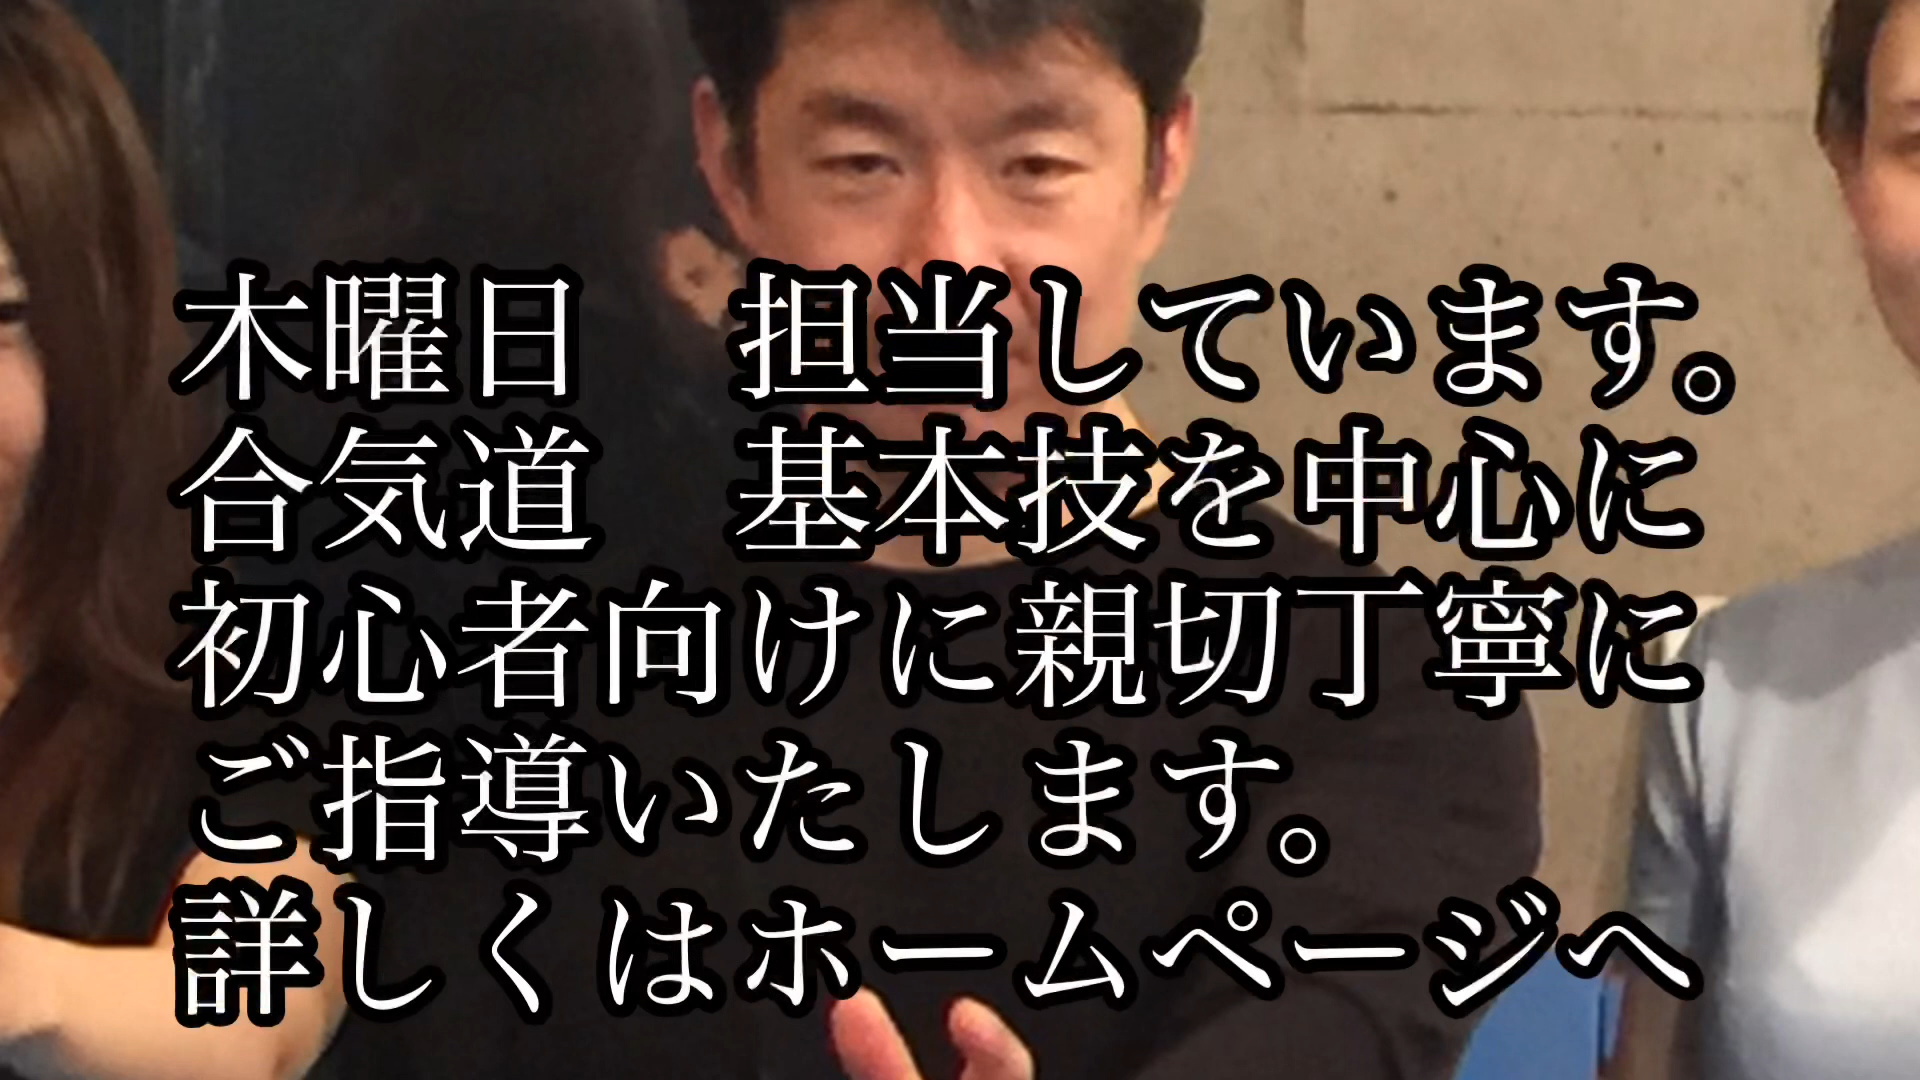 木曜日　担当しています。
合気道　基本技を中心に
初心者向けに親切丁寧に
ご指導いたします。
詳しくはホームページへ